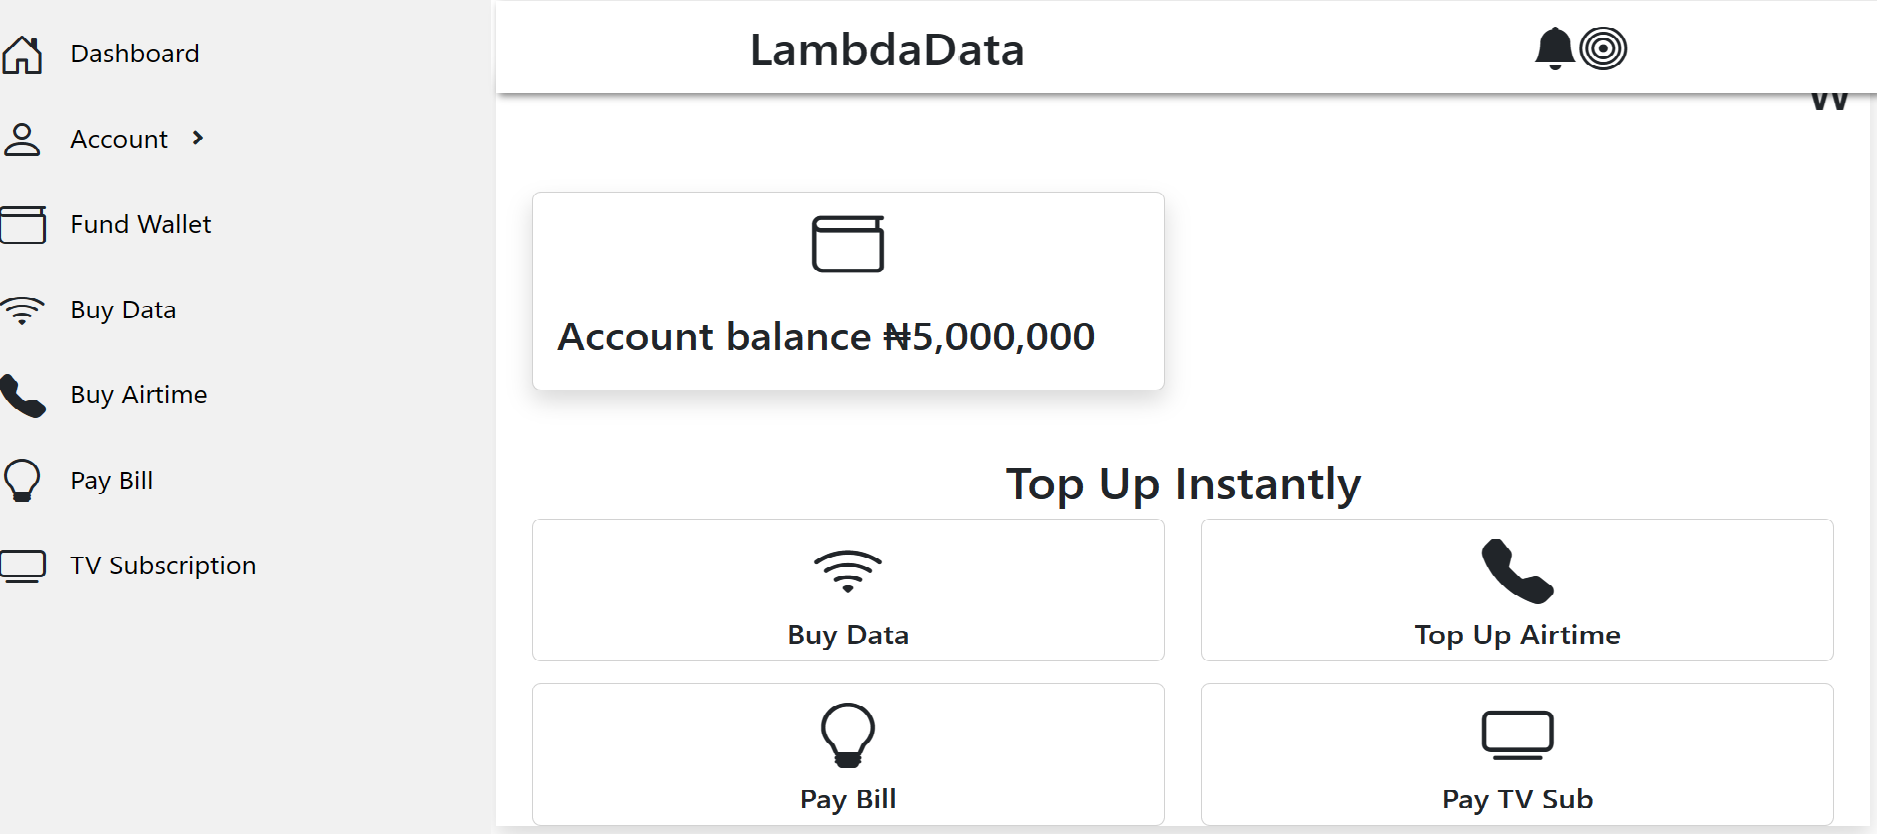 Dashboard
Account
Fund Wallet
Buy Data
Buy Airtime
Pay Bill
TV Subscription
LambdaData
Account balance ₦5,000,000
Top Up Instantly
Buy Data
Top Up Airtime
Pay Bill
Pay TV Sub